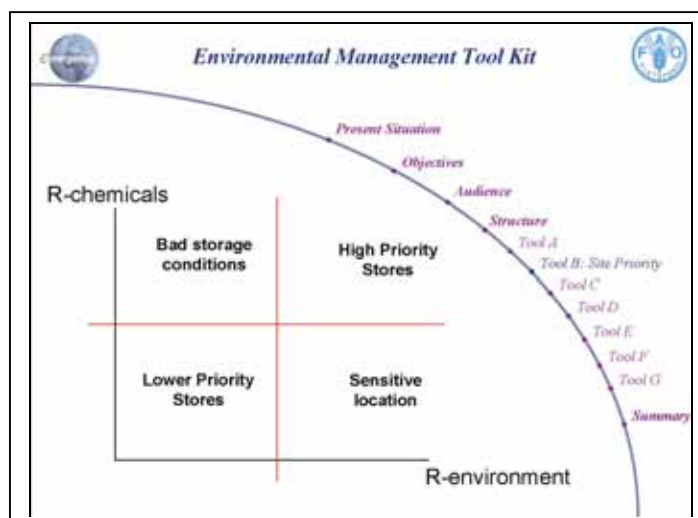 Environmental Management Tool Kit
F A O
Present Situation
Objectives
Audience
Structure
Tool A
Tool B: Site Priority
Tool C
Tool D
Tool E
Tool F
Tool G
Summary
R-chemicals
Bad storage
conditions
High Priority
Stores
Lower Priority
Stores
Sensitive
location
R-environment